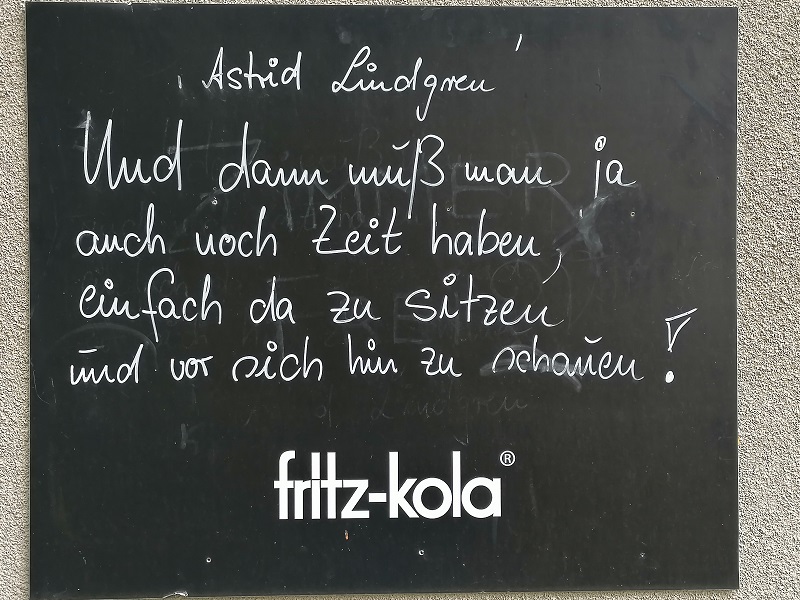 Astrid Lindgren
Und dann muß man ja
auch noch Zeit haben,
einfach da zu sitzen
und vor sich hin zu schauen!
fritz-kola®